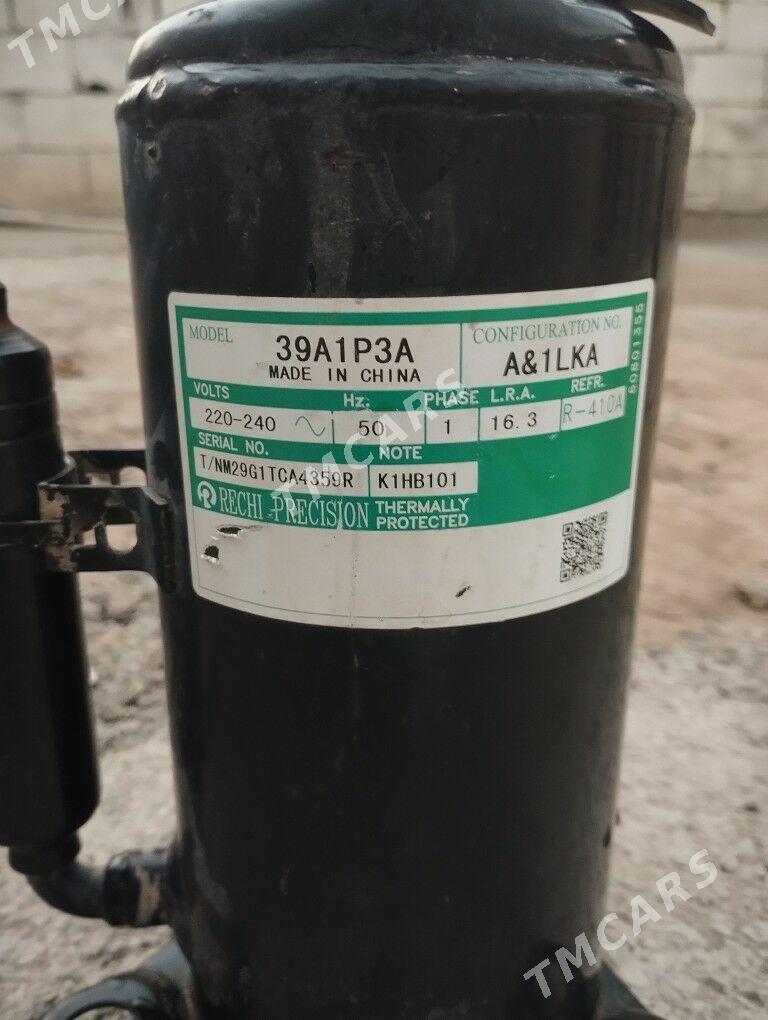 TMCARS
MODEL 39A1P3A CONFIGURATION NO.
MADE IN CHINA A&1LKA
VOLTS Hz: PHASE L.R.A. REFR.
220-240 ~ 50 1 16.3 R-410A
SERIAL NO. NOTE
T/NM29G1TCA4359R K1HB101
RECHI PRECISION THERMALLY
PROTECTED
60801355
TMCARS
TMCARS